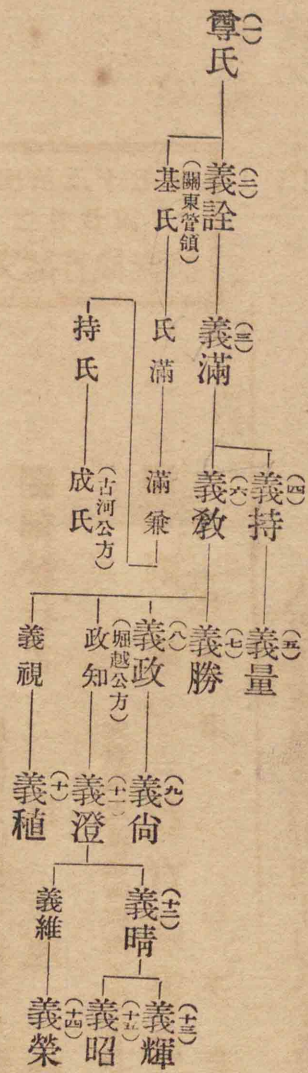 (一)尊氏
(二)義詮
(關東管領)基氏
(三)義滿
氏滿
滿兼
持氏
(古河公方)成氏
(四)義持
(六)義敎
(五)義量
(七)義勝
(八)義政
(堀越公方)政知
義視
(九)義尙
(十一)義澄
(十)義稙
(十二)義晴
義維
(十三)義輝
(十五)義昭
(十四)義榮